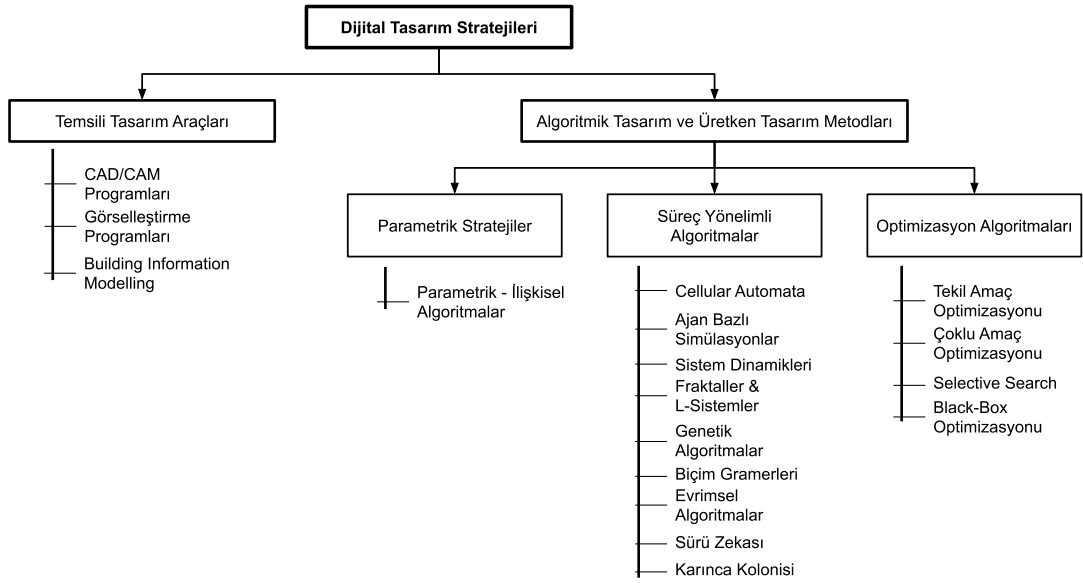 Dijital Tasarım Stratejileri
Temsili Tasarım Araçları
CAD/CAM
Programları
Görselleştirme
Programları
Building Information
Modelling
Algoritmik Tasarım ve Üretken Tasarım Metodları
Parametrik Stratejiler
Parametrik - İlişkisel
Algoritmalar
Süreç Yönelimli
Algoritmalar
Cellular Automata
Ajan Bazlı
Simülasyonlar
Sistem Dinamikleri
Fraktaller &
L-Sistemler
Genetik
Algoritmalar
Biçim Gramerleri
Evrimsel
Algoritmalar
Sürü Zekası
Karınca Kolonisi
Optimizasyon Algoritmaları
Tekil Amaç
Optimizasyonu
Çoklu Amaç
Optimizasyonu
Selective Search
Black-Box
Optimizasyonu